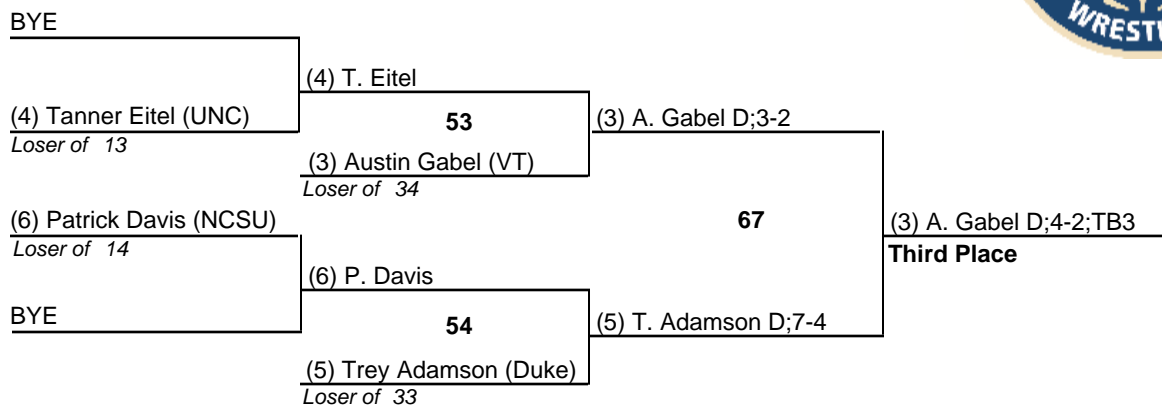 BYE
WREST
(4) T. Eitel
(4) Tanner Eitel (UNC)
53
(3) A. Gabel D;3-2
Loser of 13
(3) Austin Gabel (VT)
Loser of 34
(6) Patrick Davis (NCSU)
67
(3) A. Gabel D;4-2;TB3
Loser of 14
Third Place
(6) P. Davis
BYE
54
(5) T. Adamson D;7-4
(5) Trey Adamson (Duke)
Loser of 33